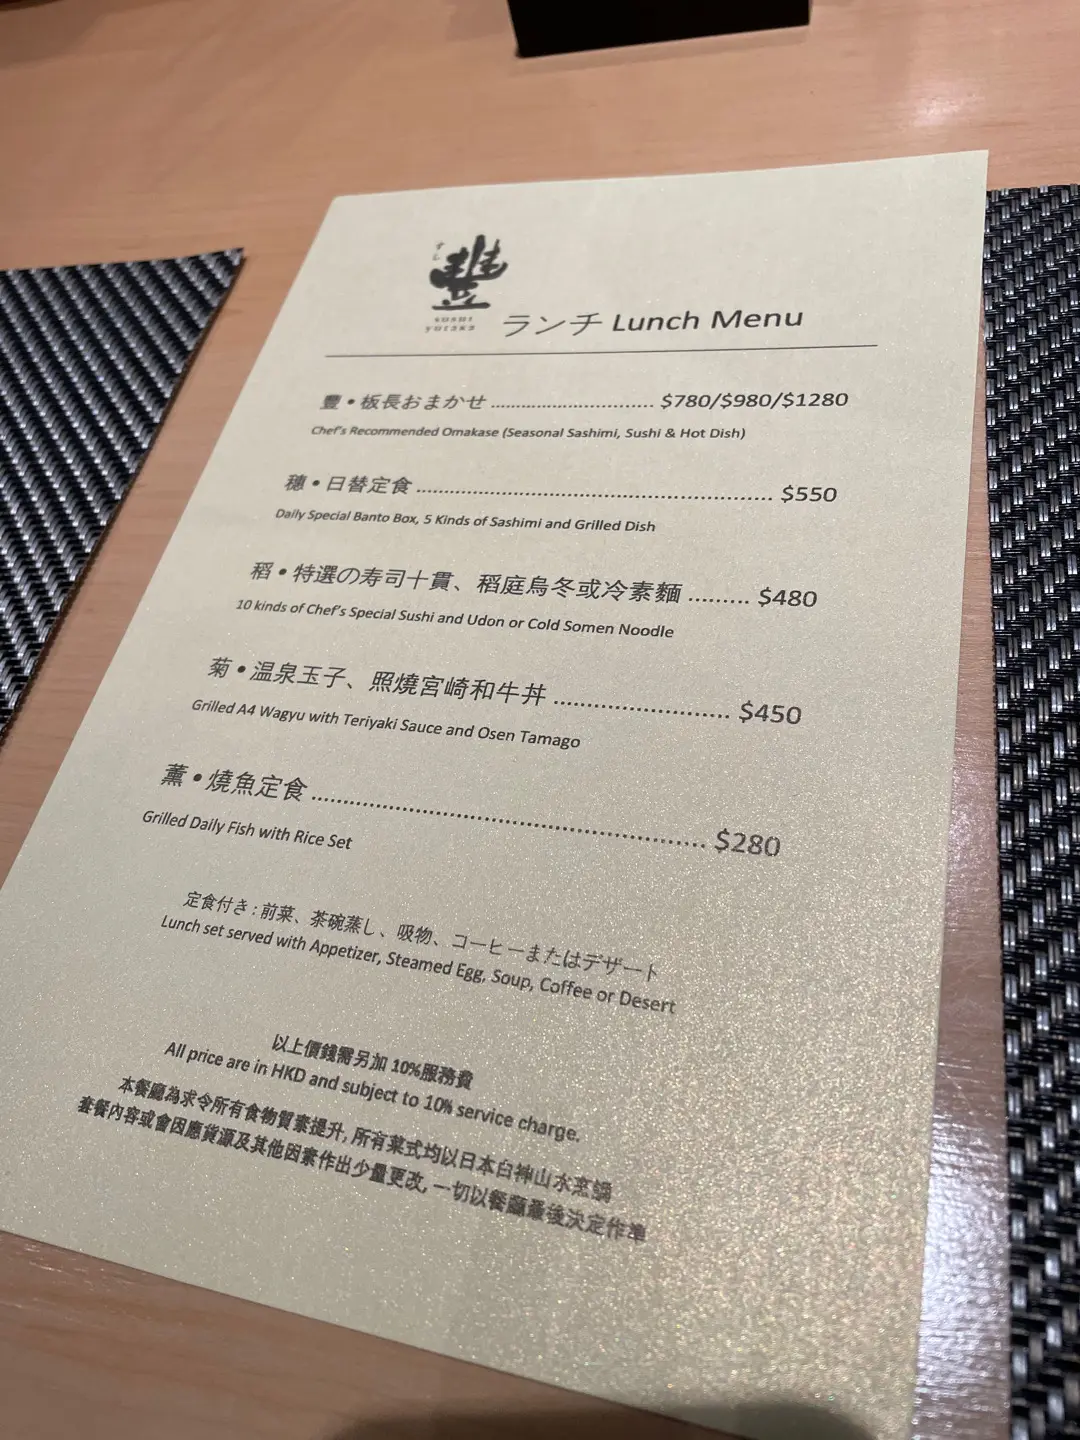 すし
豐
sushi
yutaka
ランチ Lunch Menu
豐•板長おまかせ ................................ $780/$980/$1280
Chef's Recommended Omakase (Seasonal Sashimi, Sushi & Hot Dish)
穗•日替定食 ................................ $550
Daily Special Banto Box, 5 Kinds of Sashimi and Grilled Dish
稻•特選の寿司十貫、稻庭烏冬或冷素麵 ......... $480
10 kinds of Chef's Special Sushi and Udon or Cold Somen Noodle
菊•温泉玉子、照燒宮崎和牛丼 ............................ $450
Grilled A4 Wagyu with Teriyaki Sauce and Osen Tamago
薰•燒魚定食 ................................ $280
Grilled Daily Fish with Rice Set
定食付き : 前菜、茶碗蒸し、吸物、コーヒーまたはデザート
Lunch set served with Appetizer, Steamed Egg, Soup, Coffee or Desert
以上價錢需另加 10%服務費
All price are in HKD and subject to 10% service charge.
本餐廳為求令所有食物質素提升, 所有菜式均以日本白神山水烹調
套餐內容或會因應貨源及其他因素作出少量更改, 一切以餐廳最後決定作準